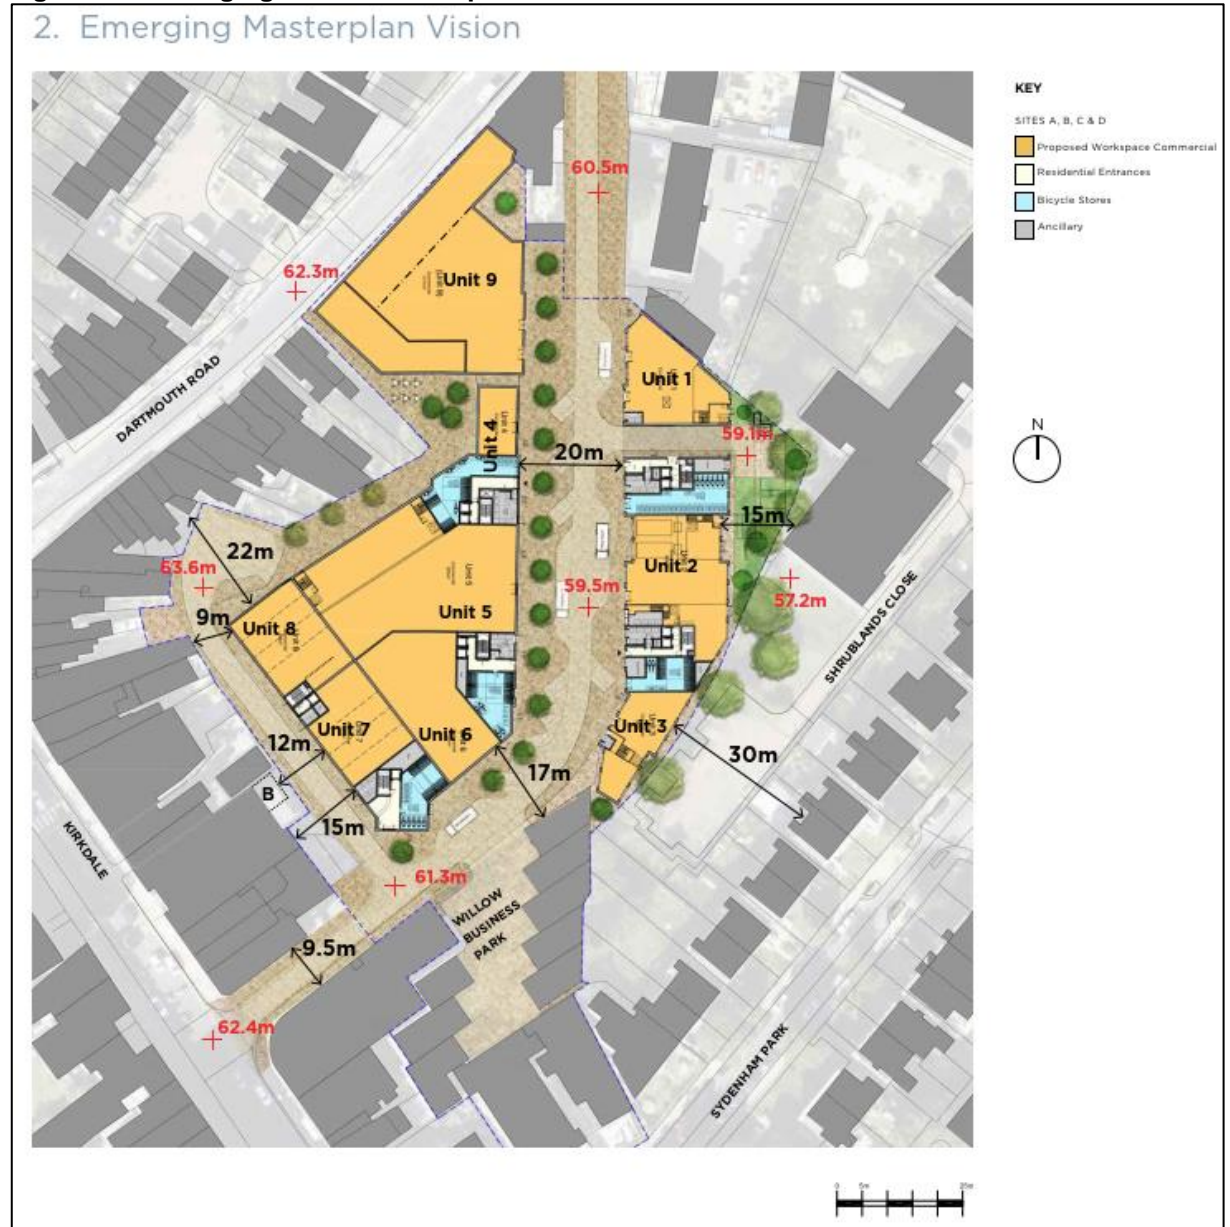 2. Emerging Masterplan Vision
KEY
SITES A, B, C & D
Proposed Workspace Commercial
Residential Entrances
Bicycle Stores
Ancillary
60.5m
62.3m
Unit 9
DARTMOUTH ROAD
Unit 1
N
Unit 4
59.1m
20m
15m
22m
63.6m
Unit 2
59.5m
57.2m
9m
Unit 5
Unit 8
SHRUBLANDS CLOSE
Unit 7
Unit 6
Unit 3
12m
17m
30m
B
15m
KIRKDALE
61.3m
WILLOW
BUSINESS
PARK
9.5m
62.4m
SYDENHAM PARK
0 5m 25m